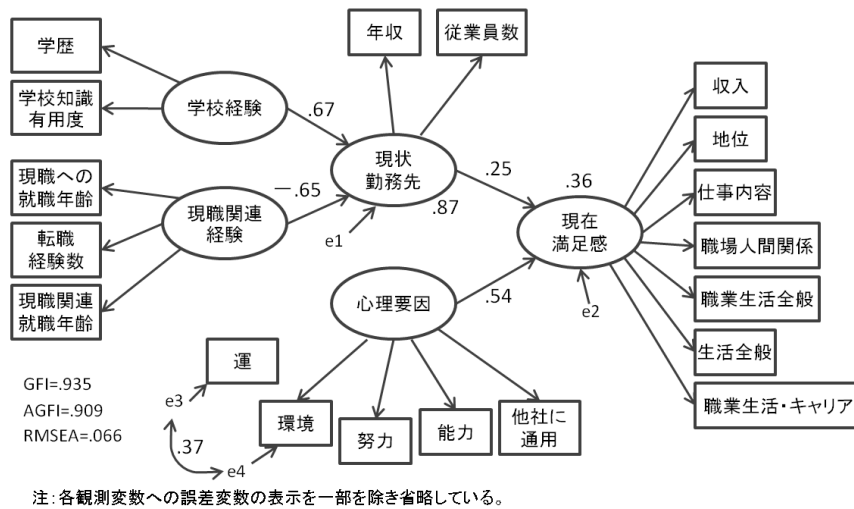 学歴
学校知識
有用度
学校経験
.67
年収
従業員数
現状
勤務先
.87
e1
現職への
就職年齢
転職
経験数
現職関連
就職年齢
現職関連
経験
－.65
.25
.36
現在
満足感
e2
収入
地位
仕事内容
職場人間関係
職業生活全般
生活全般
職業生活・キャリア
心理要因
.54
運
環境
努力
能力
他社に
通用
e3
.37
e4
GFI=.935
AGFI=.909
RMSEA=.066
注：各観測変数への誤差変数の表示を一部を除き省略している。